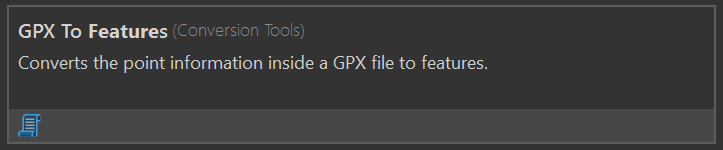 GPX To Features (Conversion Tools)
Converts the point information inside a GPX file to features.